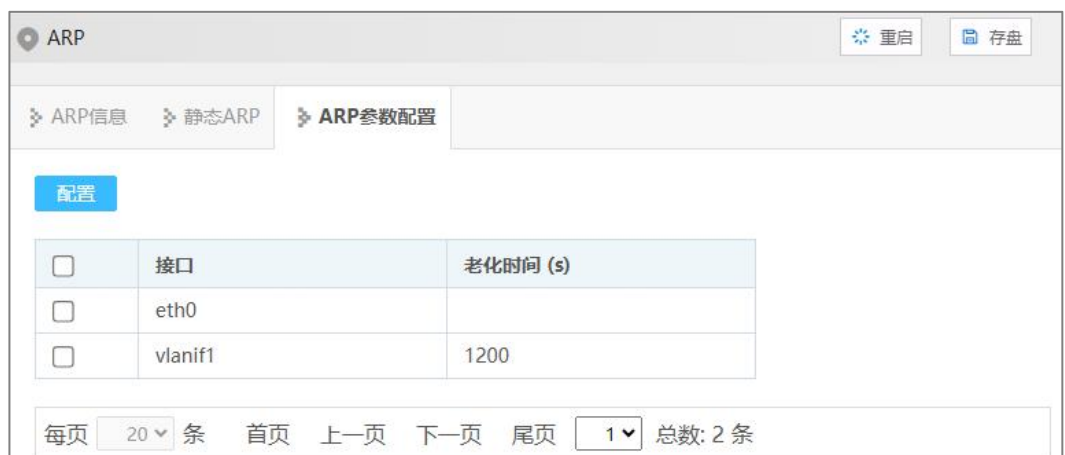 ARP 重启 存盘
ARP信息 静态ARP ARP参数配置
配置
接口 老化时间 (s)
eth0
vlanif1 1200
每页 20 条 首页 上一页 下一页 尾页 1 总数: 2 条